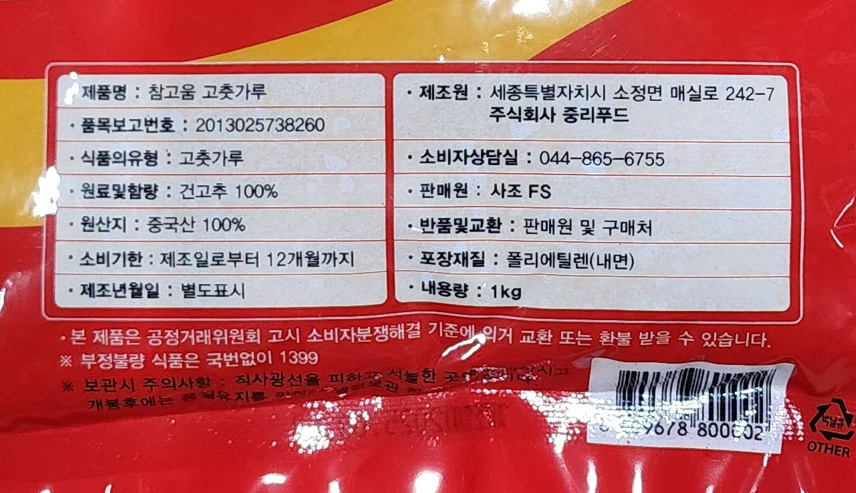 · 제품명 : 참고움 고춧가루
· 품목보고번호 : 2013025738260
· 식품의유형 : 고춧가루
· 원료및함량 : 건고추 100%
· 원산지 : 중국산 100%
· 소비기한 : 제조일로부터 12개월까지
· 제조년월일 : 별도표시
· 제조원 : 세종특별자치시 소정면 매실로 242-7
주식회사 중리푸드
· 소비자상담실 : 044-865-6755
· 판매원 : 사조 FS
· 반품및교환 : 판매원 및 구매처
· 포장재질 : 폴리에틸렌(내면)
· 내용량 : 1kg
· 본 제품은 공정거래위원회 고시 소비자분쟁해결 기준에 의거 교환 또는 환불 받을 수 있습니다.
※ 부정불량 식품은 국번없이 1399
※ 보관시 주의사항 : 직사광선을 피하고 서늘한
개봉후에는
OTHER